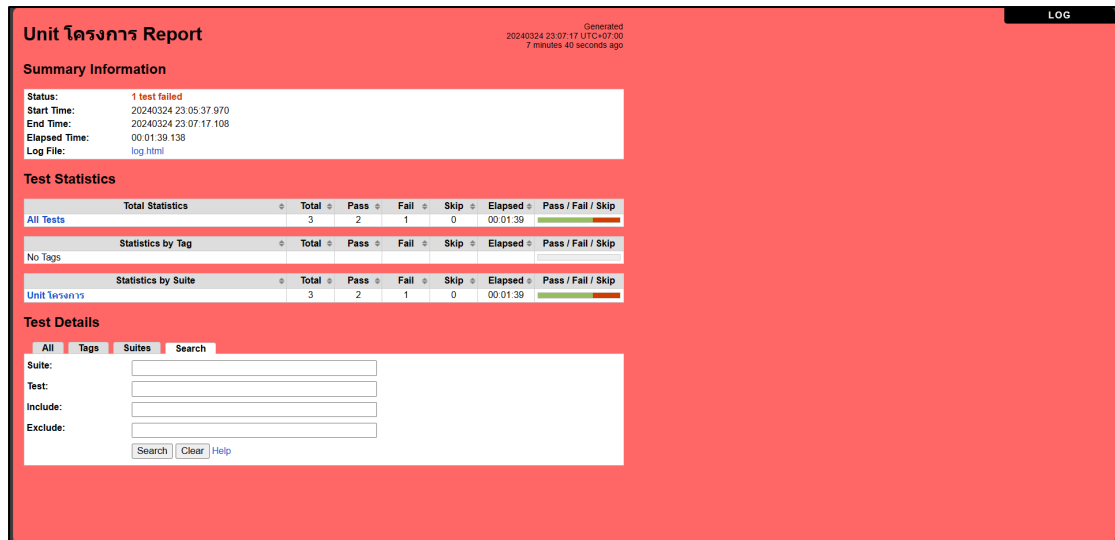 LOG
Unit โครงการ Report
Generated
20240324 23:07:17 UTC+07:00
7 minutes 40 seconds ago
Summary Information
Status: 1 test failed
Start Time: 20240324 23:05:37.970
End Time: 20240324 23:07:17.108
Elapsed Time: 00:01:39.138
Log File: log.html
Test Statistics
Total Statistics Total Pass Fail Skip Elapsed Pass / Fail / Skip
All Tests 3 2 1 0 00:01:39
Statistics by Tag Total Pass Fail Skip Elapsed Pass / Fail / Skip
No Tags
Statistics by Suite Total Pass Fail Skip Elapsed Pass / Fail / Skip
Unit โครงการ 3 2 1 0 00:01:39
Test Details
All Tags Suites Search
Suite:
Test:
Include:
Exclude:
Search Clear Help